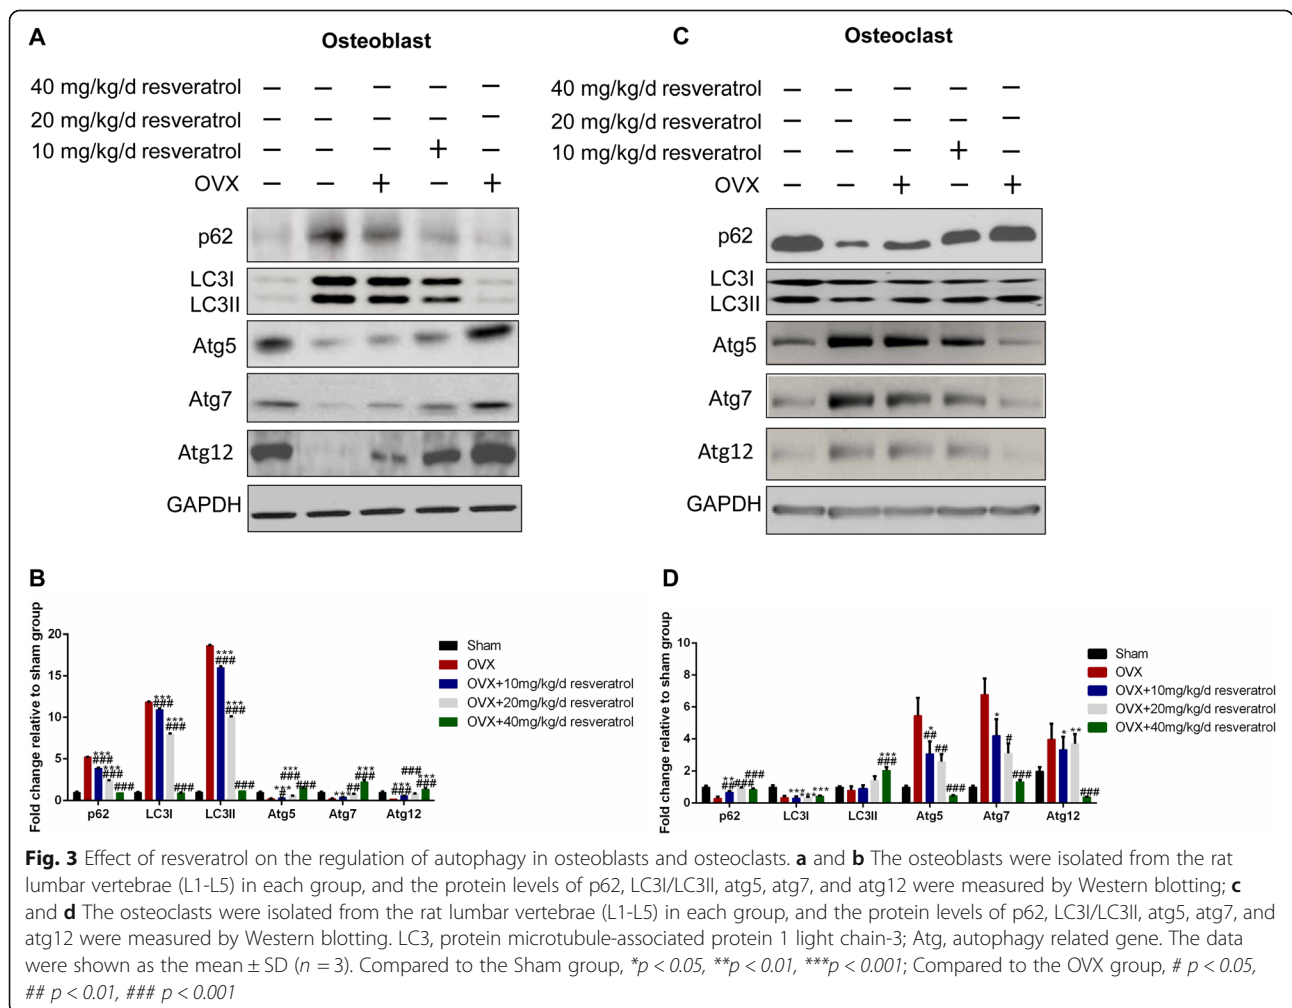 A
Osteoblast
40 mg/kg/d resveratrol − − − − −
20 mg/kg/d resveratrol − − − − −
10 mg/kg/d resveratrol − − − + −
OVX − − + − +
p62
LC3I
LC3II
Atg5
Atg7
Atg12
GAPDH
C
Osteoclast
40 mg/kg/d resveratrol − − − − −
20 mg/kg/d resveratrol − − − − −
10 mg/kg/d resveratrol − − − + −
OVX − − + − +
p62
LC3I
LC3II
Atg5
Atg7
Atg12
GAPDH
B
Fold change relative to sham group
20
15
10
5
0
p62 LC3I LC3II Atg5 Atg7 Atg12
Sham
OVX
OVX+10mg/kg/d resveratrol
OVX+20mg/kg/d resveratrol
OVX+40mg/kg/d resveratrol
D
Fold change relative to sham group
10
8
6
4
2
0
p62 LC3I LC3II Atg5 Atg7 Atg12
Sham
OVX
OVX+10mg/kg/d resveratrol
OVX+20mg/kg/d resveratrol
OVX+40mg/kg/d resveratrol
Fig. 3 Effect of resveratrol on the regulation of autophagy in osteoblasts and osteoclasts. a and b The osteoblasts were isolated from the rat
lumbar vertebrae (L1-L5) in each group, and the protein levels of p62, LC3I/LC3II, atg5, atg7, and atg12 were measured by Western blotting; c
and d The osteoclasts were isolated from the rat lumbar vertebrae (L1-L5) in each group, and the protein levels of p62, LC3I/LC3II, atg5, atg7, and
atg12 were measured by Western blotting. LC3, protein microtubule-associated protein 1 light chain-3; Atg, autophagy related gene. The data
were shown as the mean ± SD (n = 3). Compared to the Sham group, *p < 0.05, **p < 0.01, ***p < 0.001; Compared to the OVX group, # p < 0.05,
## p < 0.01, ### p < 0.001